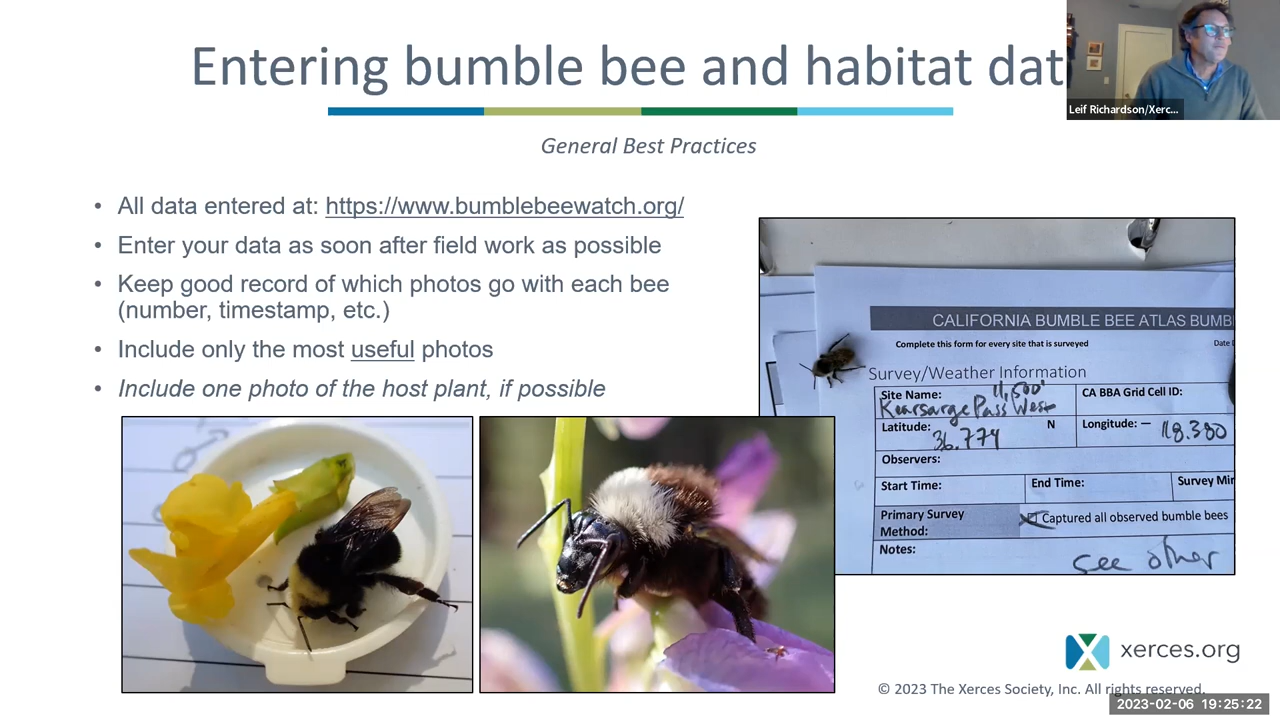 Entering bumble bee and habitat dat
Leif Richardson/Xerc...
General Best Practices
• All data entered at: https://www.bumblebeewatch.org/
• Enter your data as soon after field work as possible
• Keep good record of which photos go with each bee
(number, timestamp, etc.)
• Include only the most useful photos
• Include one photo of the host plant, if possible
CALIFORNIA BUMBLE BEE ATLAS BUMB
Complete this form for every site that is surveyed
Date
Survey/Weather Information
Site Name: 11,500'
Kearsarge Pass West
CA BBA Grid Cell ID:
Latitude: 36.774 N
Longitude: – 118.380
Observers:
Start Time:
End Time:
Survey Min
Primary Survey
Method:
Captured all observed bumble bees
Notes:
see other
xerces.org
© 2023 The Xerces Society, Inc. All rights reserved.
2023-02-06 19:25:22